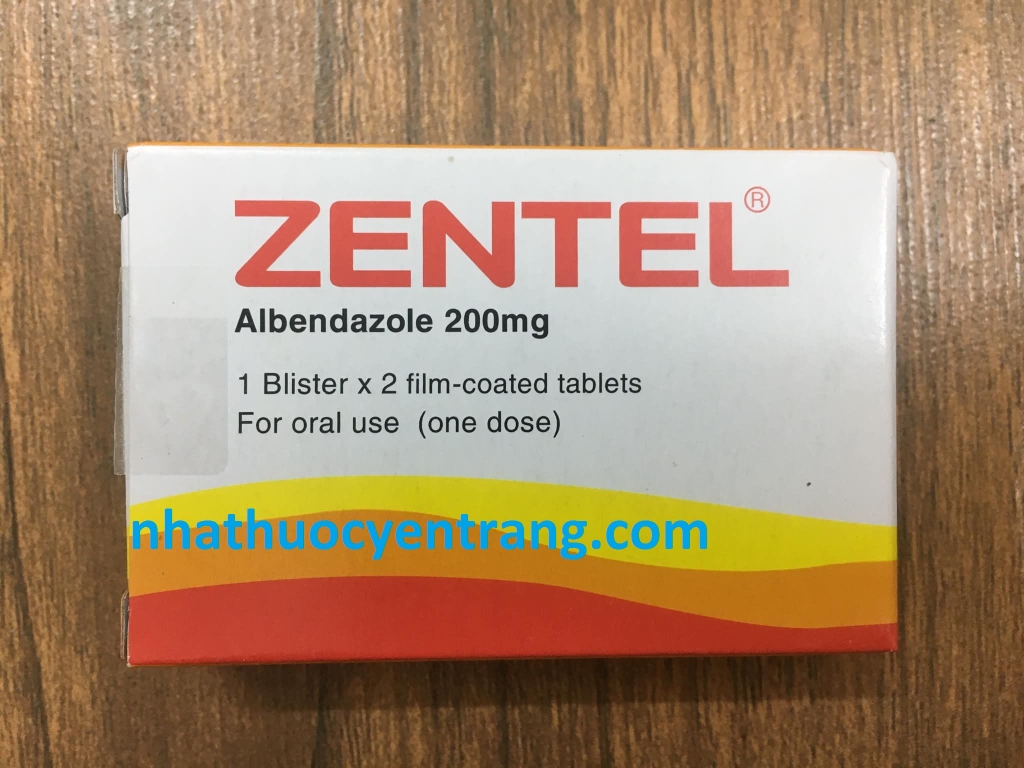 ZENTEL®
Albendazole 200mg
1 Blister x 2 film-coated tablets
For oral use (one dose)
nhathuocyentrang.com